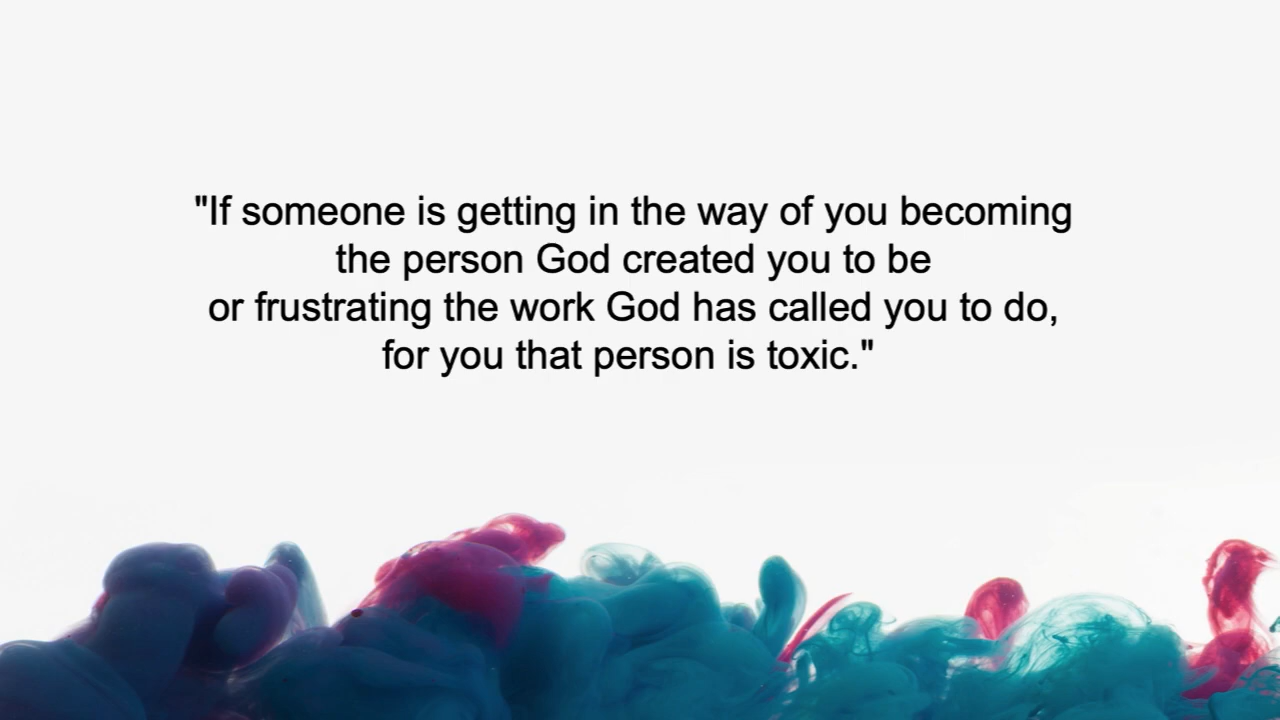 "If someone is getting in the way of you becoming
the person God created you to be
or frustrating the work God has called you to do,
for you that person is toxic."